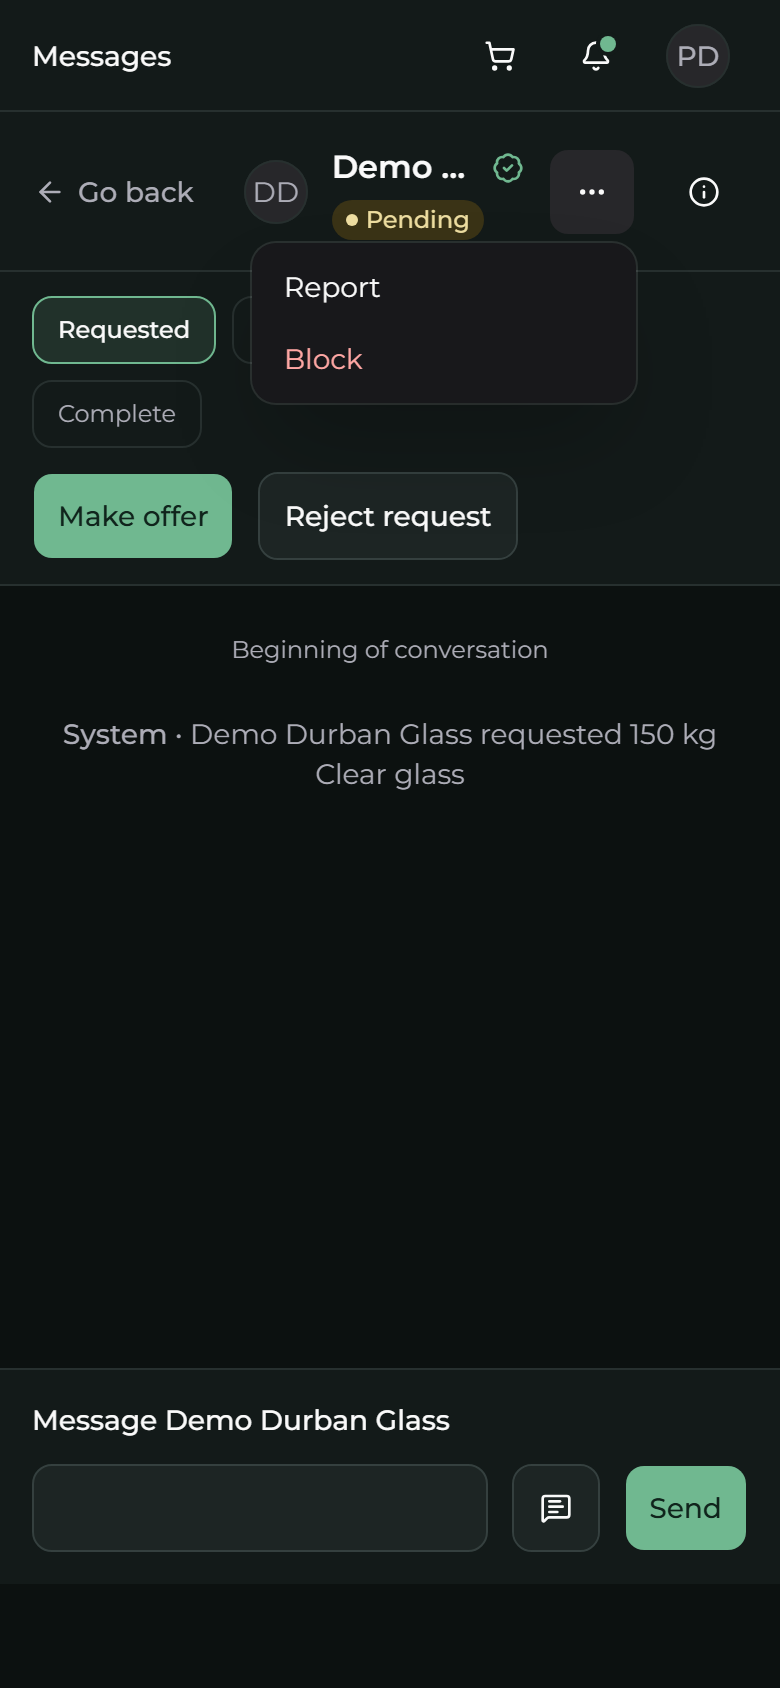 Messages
PD
Go back
DD
Demo ...
Pending
Report
Block
Requested
Complete
Make offer
Reject request
Beginning of conversation
System · Demo Durban Glass requested 150 kg
Clear glass
Message Demo Durban Glass
Send